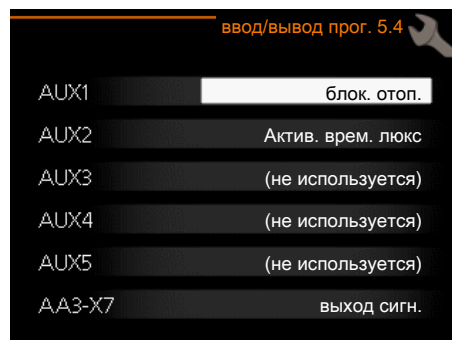 ввод/вывод прог. 5.4
AUX1 блок. отоп.
AUX2 Актив. врем. люкс
AUX3 (не используется)
AUX4 (не используется)
AUX5 (не используется)
AA3-X7 выход сигн.